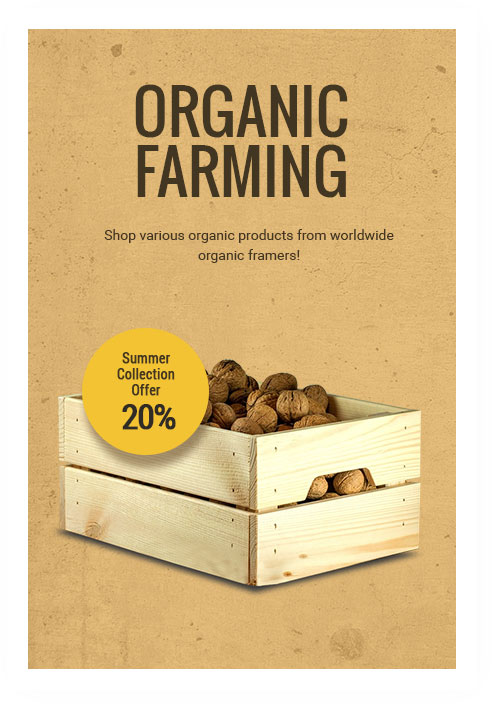 ORGANIC
FARMING
Shop various organic products from worldwide
organic framers!
Summer
Collection
Offer
20%